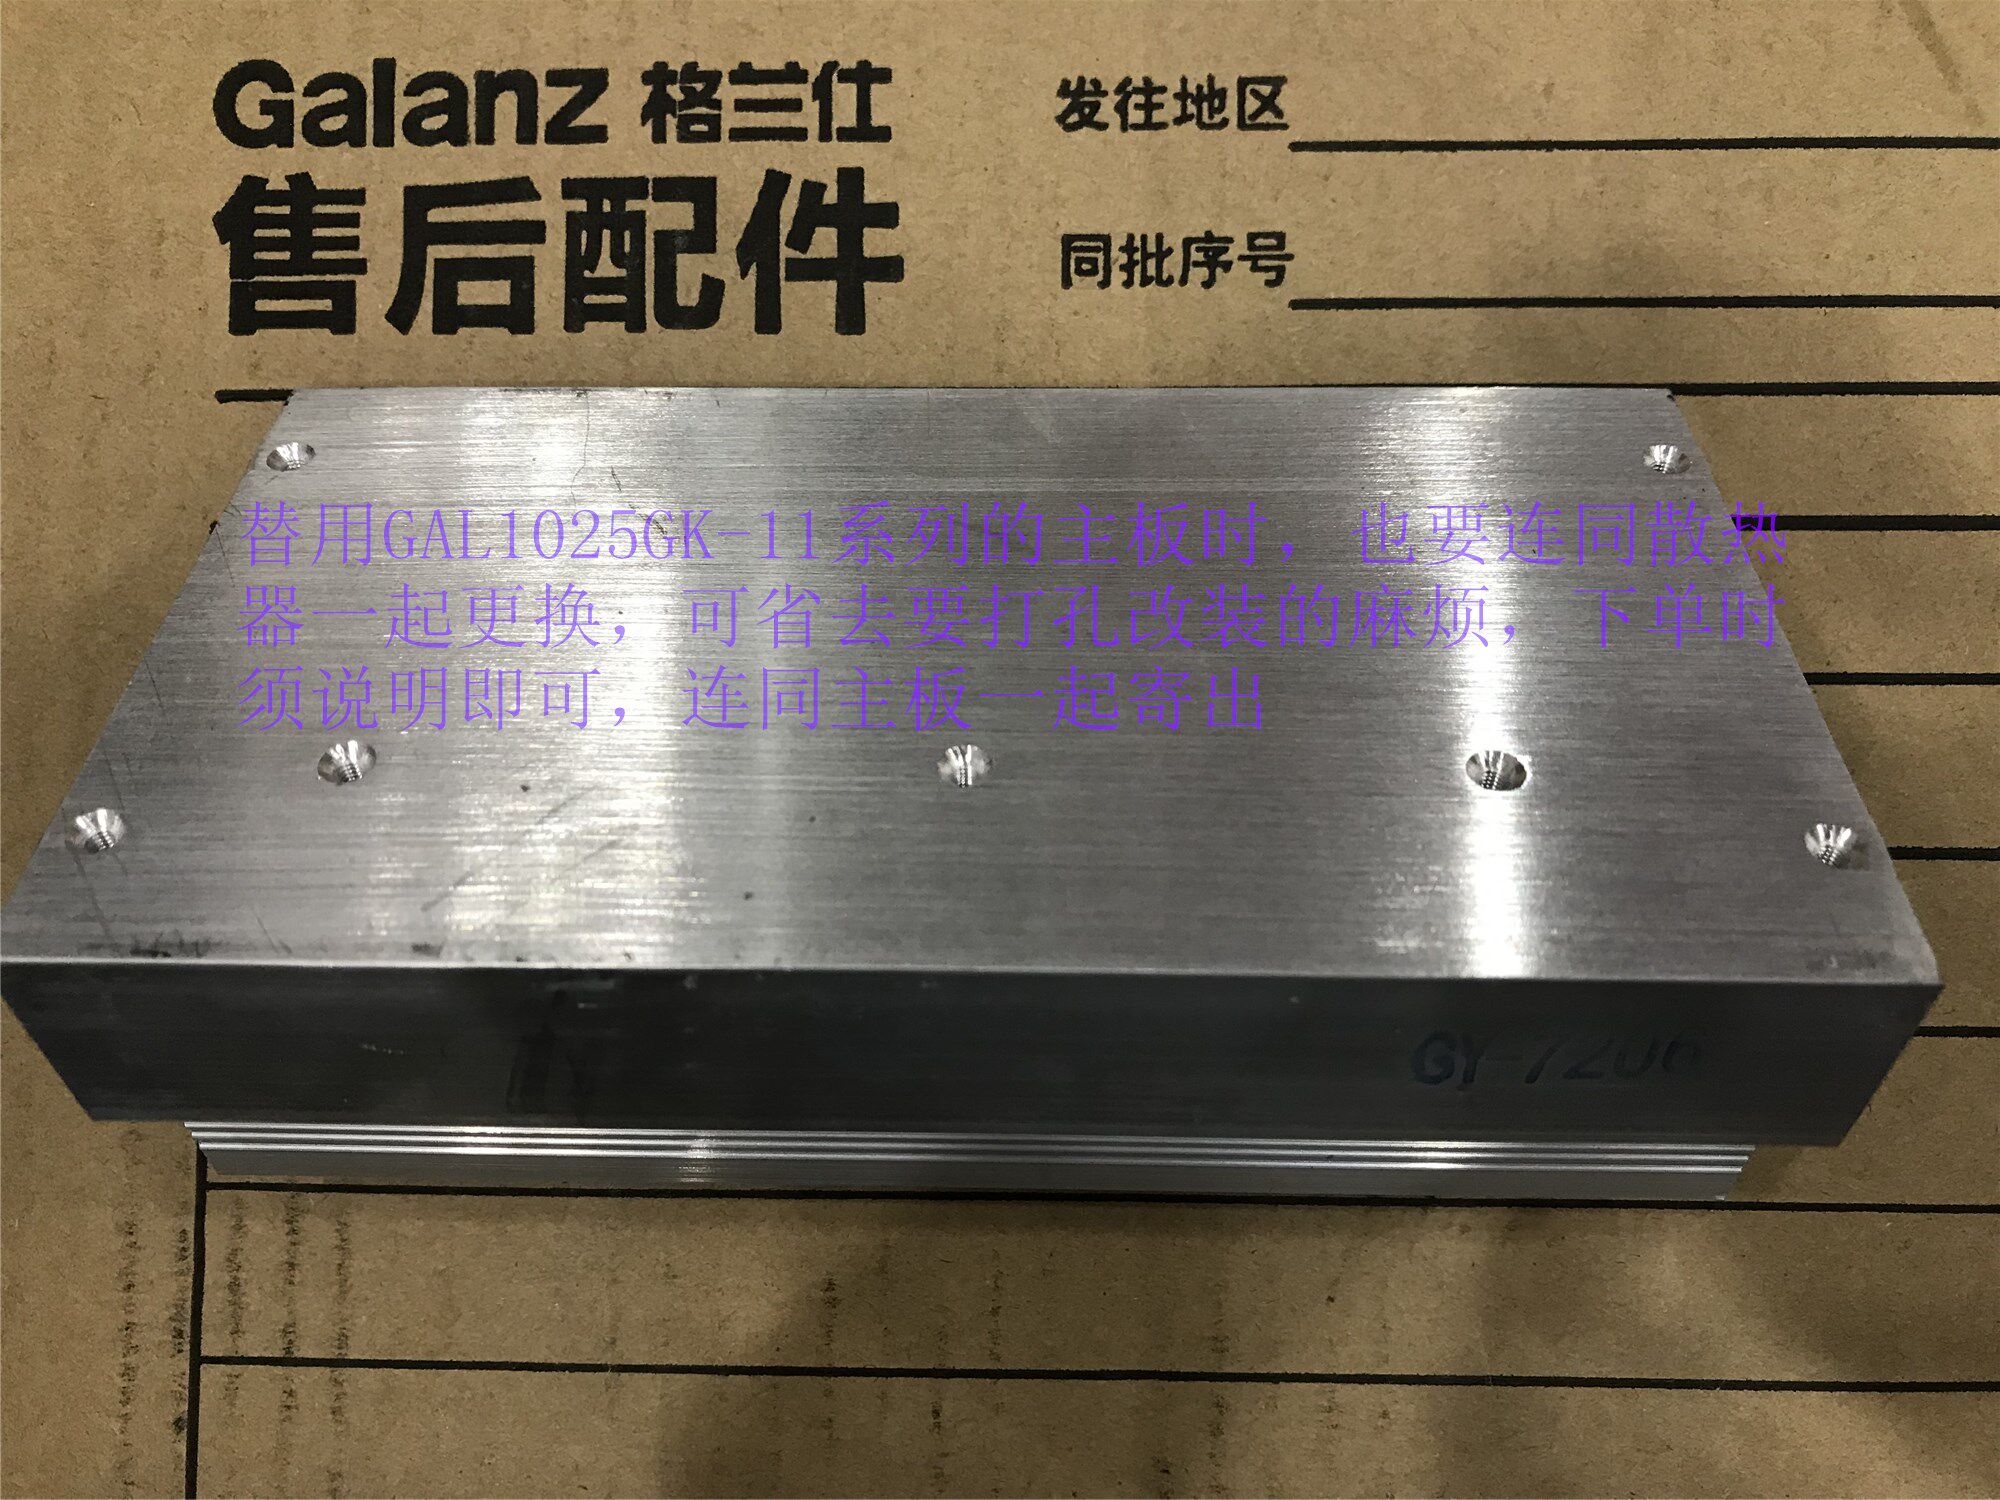 Galanz 格兰仕
售后配件
发往地区
同批序号
替用GAL1025GK-11系列的主板时，也要连同散热
器一起更换，可省去要打孔改装的麻烦，下单时
须说明即可，连同主板一起寄出
GY-7206